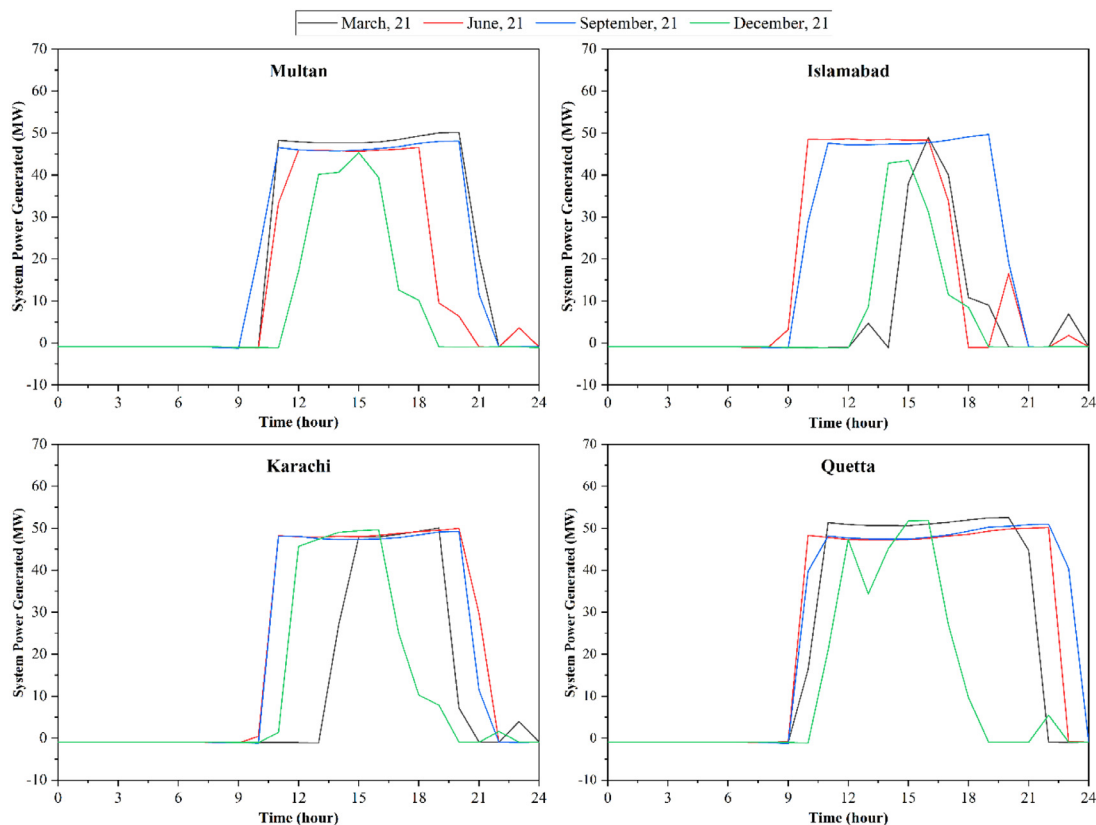 March, 21 June, 21 September, 21 December, 21
Multan
System Power Generated (MW)
70
60
50
40
30
20
10
0
-10
0 3 6 9 12 15 18 21 24
Time (hour)
Islamabad
System Power Generated (MW)
70
60
50
40
30
20
10
0
-10
0 3 6 9 12 15 18 21 24
Time (hour)
Karachi
System Power Generated (MW)
70
60
50
40
30
20
10
0
-10
0 3 6 9 12 15 18 21 24
Time (hour)
Quetta
System Power Generated (MW)
70
60
50
40
30
20
10
0
-10
0 3 6 9 12 15 18 21 24
Time (hour)